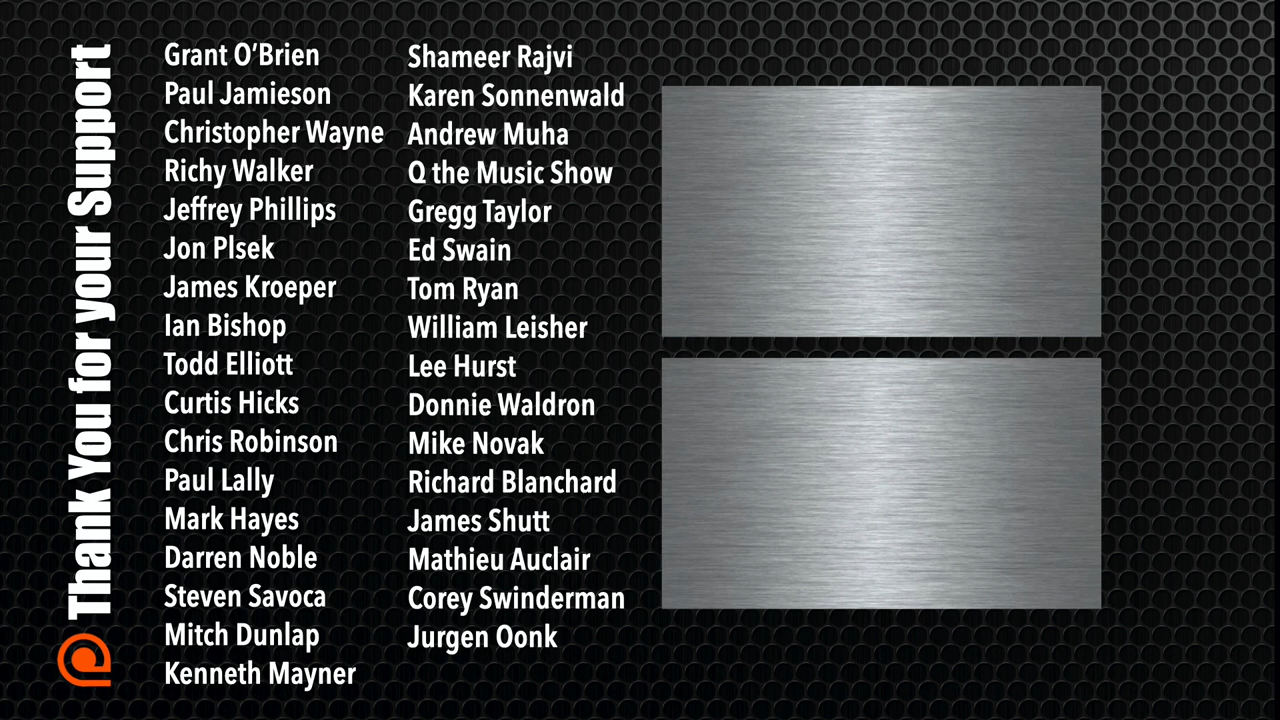 Thank You for your Support
Grant O’Brien
Paul Jamieson
Christopher Wayne
Richy Walker
Jeffrey Phillips
Jon Plsek
James Kroeper
Ian Bishop
Todd Elliott
Curtis Hicks
Chris Robinson
Paul Lally
Mark Hayes
Darren Noble
Steven Savoca
Mitch Dunlap
Kenneth Mayner
Shameer Rajvi
Karen Sonnenwald
Andrew Muha
Q the Music Show
Gregg Taylor
Ed Swain
Tom Ryan
William Leisher
Lee Hurst
Donnie Waldron
Mike Novak
Richard Blanchard
James Shutt
Mathieu Auclair
Corey Swinderman
Jurgen Oonk